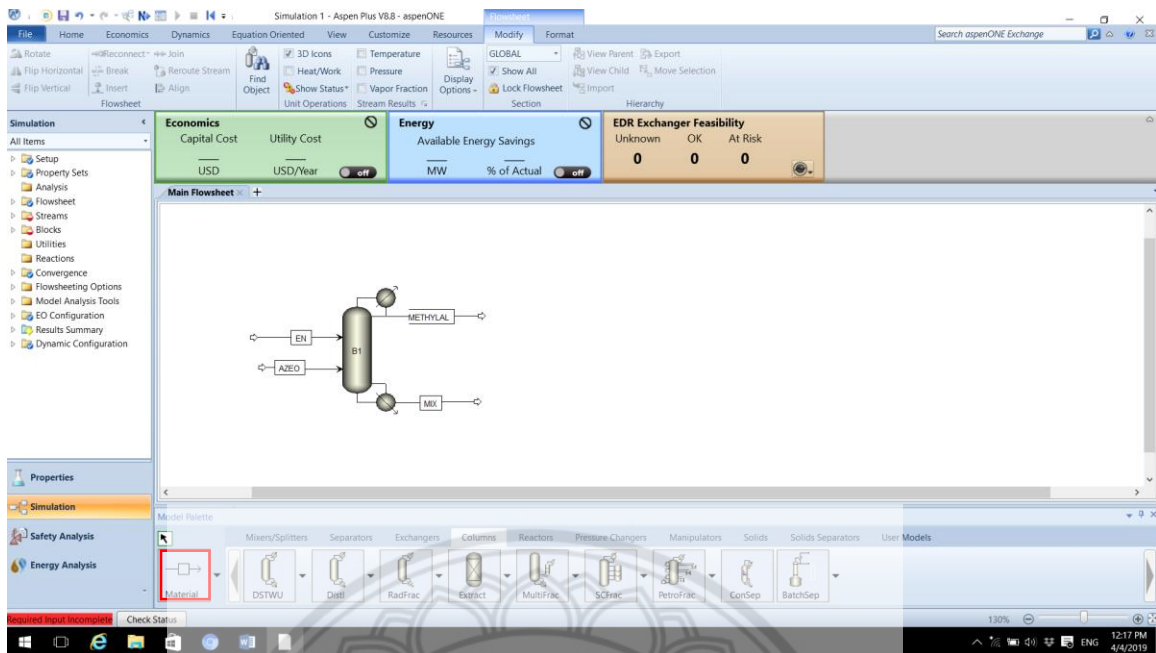 Simulation 1 - Aspen Plus V8.8 - aspenONE
Flowsheet
File Home Economics Dynamics Equation Oriented View Customize Resources Modify Format
Search aspenONE Exchange
Rotate Reconnect Join
Flip Horizontal Break Reroute Stream
Flip Vertical Insert Align
Flowsheet
Find Object
3D Icons
Heat/Work
Show Status
Unit Operations
Temperature
Pressure
Vapor Fraction
Stream Results
Display Options
GLOBAL
Show All
Lock Flowsheet
Section
View Parent Export
View Child Move Selection
Import
Hierarchy
Simulation
All Items
Setup
Property Sets
Analysis
Flowsheet
Streams
Blocks
Utilities
Reactions
Convergence
Flowsheeting Options
Model Analysis Tools
EO Configuration
Results Summary
Dynamic Configuration
Properties
Simulation
Safety Analysis
Energy Analysis
Economics
Capital Cost Utility Cost
USD USD/Year off
Energy
Available Energy Savings
MW % of Actual off
EDR Exchanger Feasibility
Unknown OK At Risk
0 0 0
Main Flowsheet +
METHYLAL
EN
B1
AZEO
MIX
Model Palette
Mixers/Splitters Separators Exchangers Columns Reactors Pressure Changers Manipulators Solids Solids Separators User Models
Material DSTWU Distl RadFrac Extract MultiFrac SCFrac PetroFrac ConSep BatchSep
Required Input Incomplete Check Status
130%
ENG 12:17 PM
4/4/2019